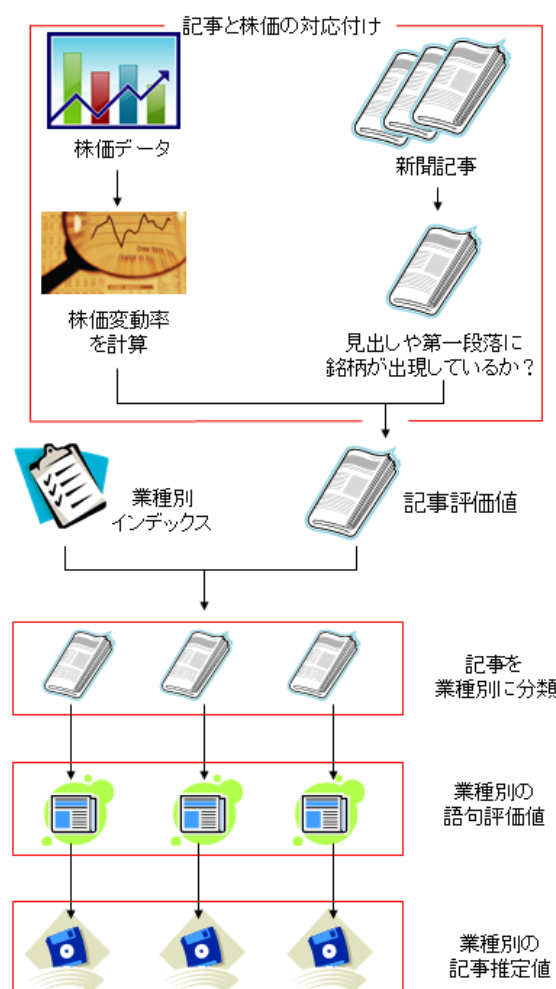 記事と株価の対応付け
株価データ
新聞記事
株価変動率
を計算
見出しや第一段落に
銘柄が出現しているか？
業種別
インデックス
記事評価値
記事を
業種別に分類
業種別の
語句評価値
業種別の
記事推定値